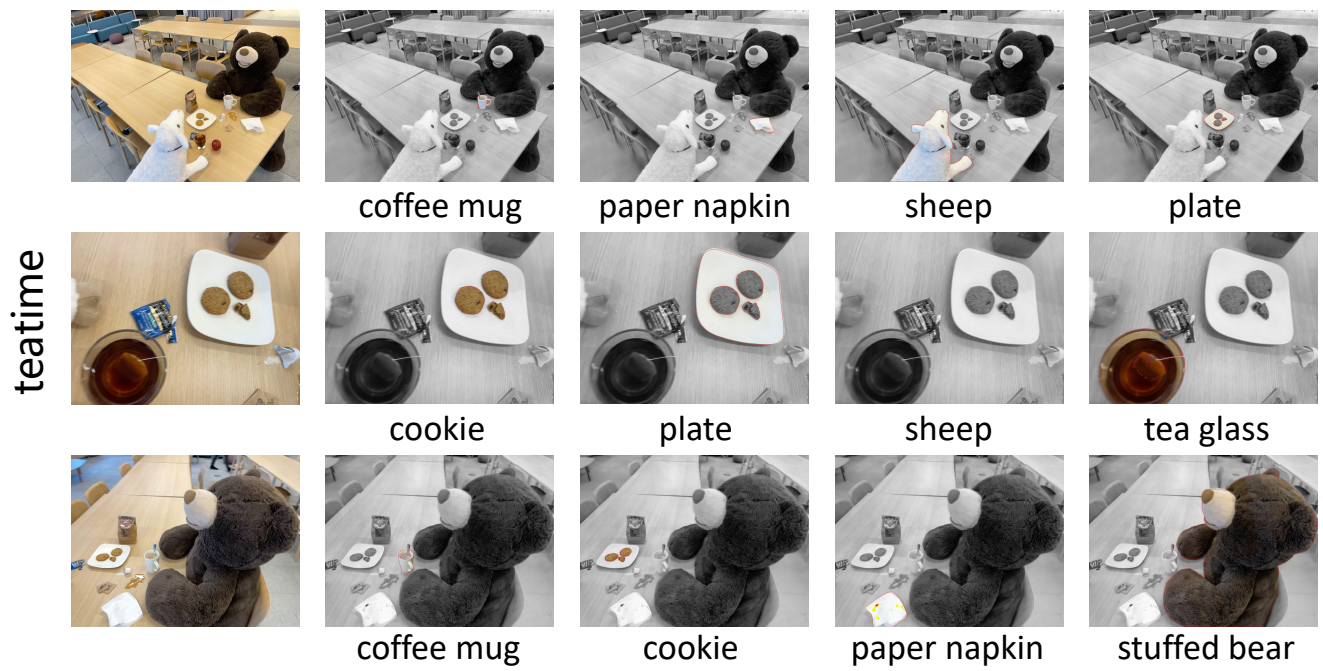 coffee mug paper napkin sheep plate
teatime
cookie plate sheep tea glass
coffee mug cookie paper napkin stuffed bear